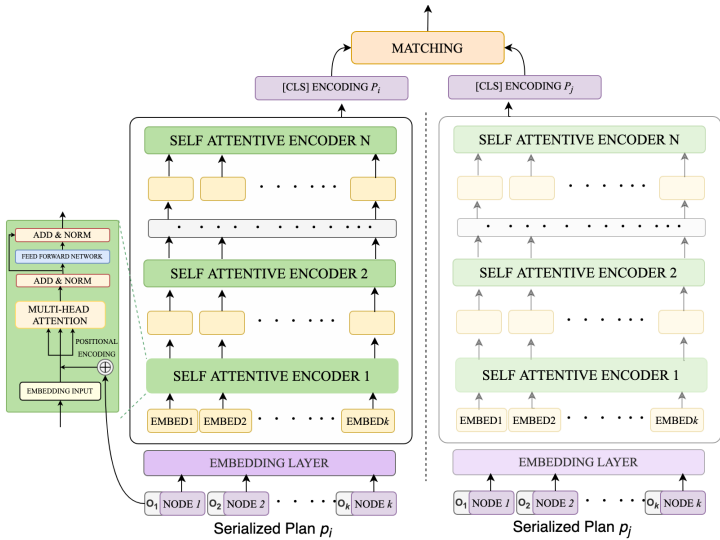 MATCHING
[CLS] ENCODING Pi
[CLS] ENCODING Pj
SELF ATTENTIVE ENCODER N
SELF ATTENTIVE ENCODER N
ADD & NORM
FEED FORWARD NETWORK
ADD & NORM
MULTI-HEAD
ATTENTION
POSITIONAL
ENCODING
EMBEDDING INPUT
SELF ATTENTIVE ENCODER 2
SELF ATTENTIVE ENCODER 2
SELF ATTENTIVE ENCODER 1
SELF ATTENTIVE ENCODER 1
EMBED1 EMBED2 EMBEDk
EMBED1 EMBED2 EMBEDk
EMBEDDING LAYER
EMBEDDING LAYER
O1 NODE 1 O2 NODE 2 Ok NODE k
O1 NODE 1 O2 NODE 2 Ok NODE k
Serialized Plan pi
Serialized Plan pj